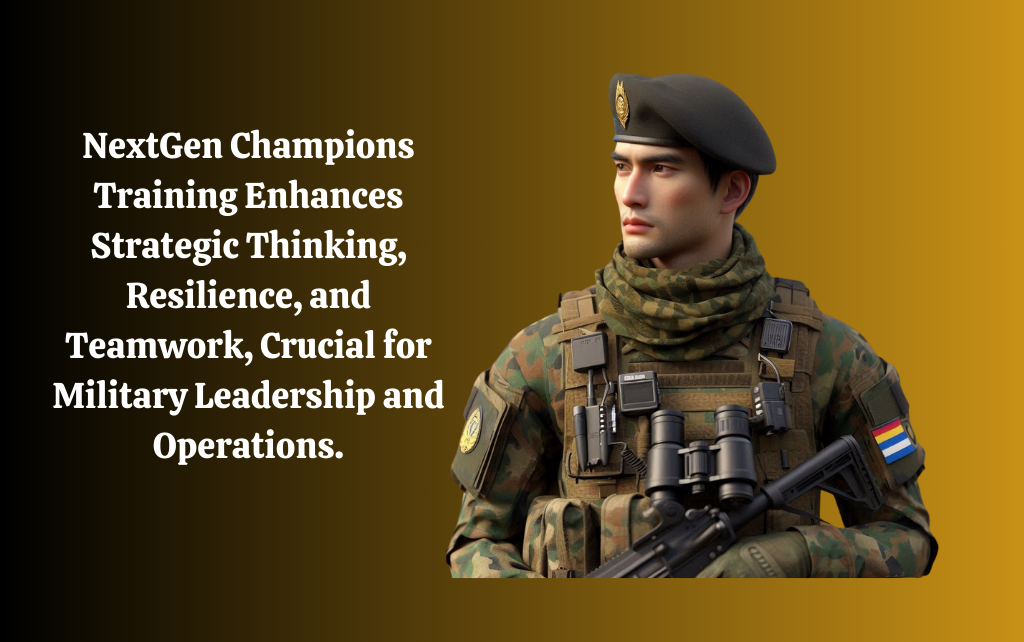 NextGen Champions
Training Enhances
Strategic Thinking,
Resilience, and
Teamwork, Crucial for
Military Leadership and
Operations.